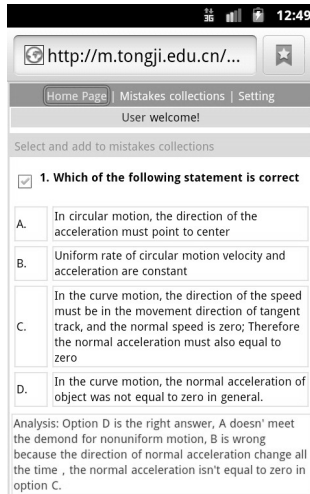 3G 12:49
http://m.tongji.edu.cn/...
Home Page | Mistakes collections | Setting
User welcome!
Select and add to mistakes collections
1. Which of the following statement is correct
A. In circular motion, the direction of the
acceleration must point to center
B. Uniform rate of circular motion velocity and
acceleration are constant
In the curve motion, the direction of the speed
must be in the movement direction of tangent
C. track, and the normal speed is zero; Therefore
the normal acceleration must also equal to
zero
D. In the curve motion, the normal acceleration of
object was not equal to zero in general.
Analysis: Option D is the right answer, A doesn' meet
the demond for nonuniform motion, B is wrong
because the direction of normal acceleration change all
the time , the normal acceleration isn't equal to zero in
option C.